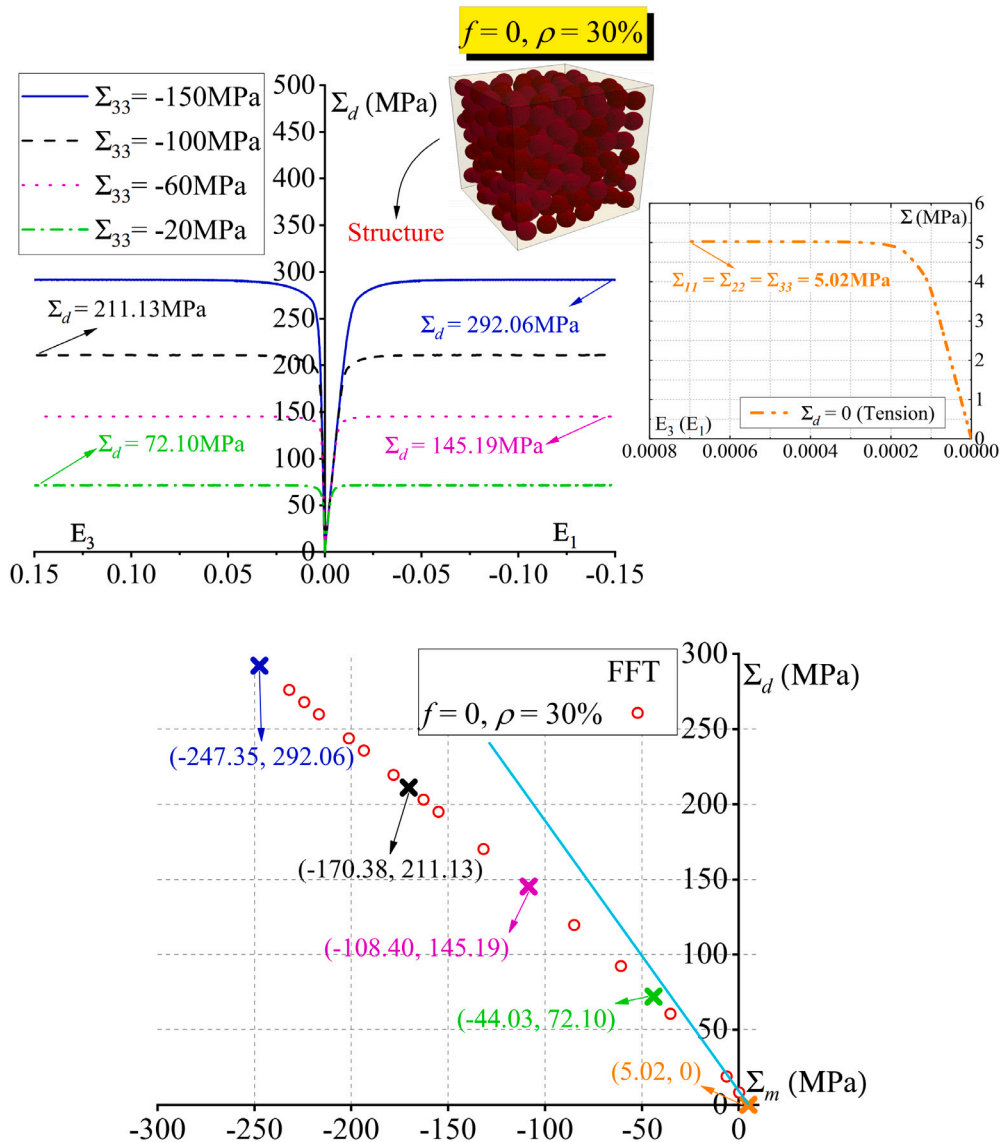 f = 0, ρ = 30%
Σ33 = -150MPa
Σ33 = -100MPa
Σ33 = -60MPa
Σ33 = -20MPa
Σd (MPa)
500
450
400
350
300
250
200
150
100
50
0
Structure
Σd = 211.13MPa
Σd = 292.06MPa
Σd = 72.10MPa
Σd = 145.19MPa
E3
E1
0.15 0.10 0.05 0.00 -0.05 -0.10 -0.15
Σ (MPa)
6
5
4
3
2
1
0
Σ11 = Σ22 = Σ33 = 5.02MPa
Σd = 0 (Tension)
E3 (E1)
0.0008 0.0006 0.0004 0.0002 0.0000
FFT
f = 0, ρ = 30%
Σd (MPa)
300
250
200
150
100
50
0
(-247.35, 292.06)
(-170.38, 211.13)
(-108.40, 145.19)
(-44.03, 72.10)
(5.02, 0)
Σm (MPa)
-300 -250 -200 -150 -100 -50 0